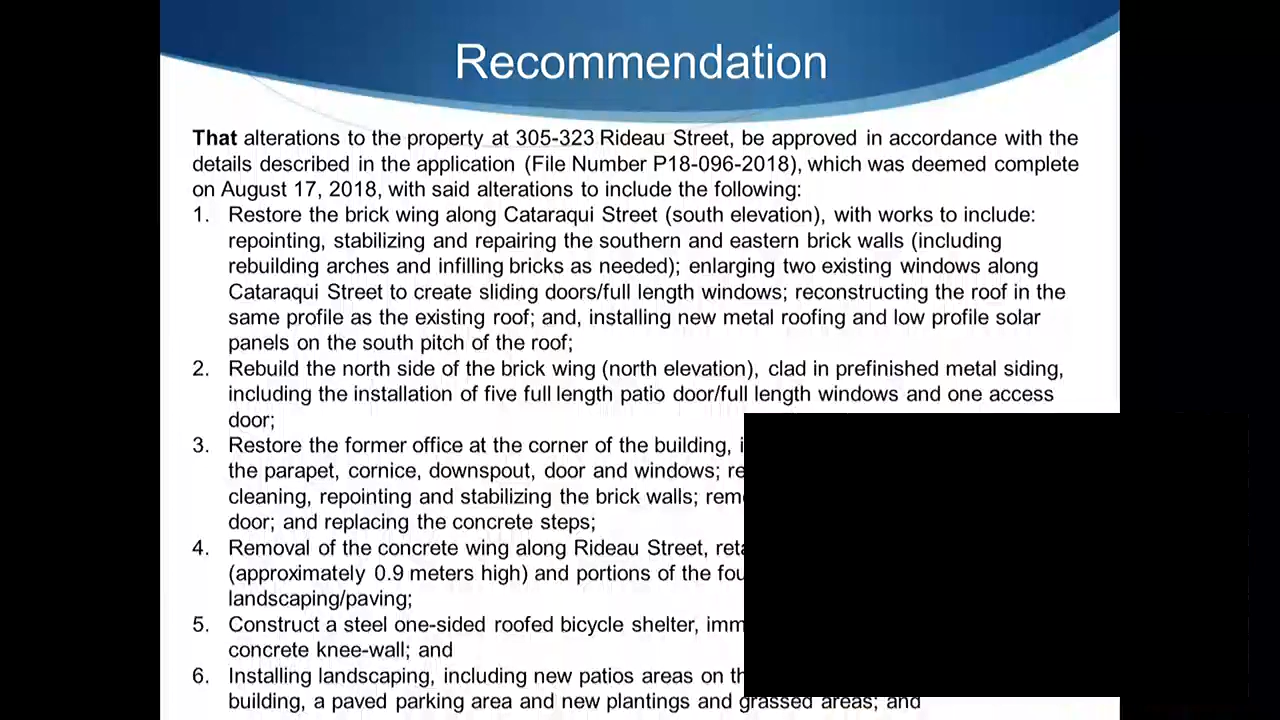 Recommendation
That alterations to the property at 305-323 Rideau Street, be approved in accordance with the
details described in the application (File Number P18-096-2018), which was deemed complete
on August 17, 2018, with said alterations to include the following:
1. Restore the brick wing along Cataraqui Street (south elevation), with works to include:
repointing, stabilizing and repairing the southern and eastern brick walls (including
rebuilding arches and infilling bricks as needed); enlarging two existing windows along
Cataraqui Street to create sliding doors/full length windows; reconstructing the roof in the
same profile as the existing roof; and, installing new metal roofing and low profile solar
panels on the south pitch of the roof;
2. Rebuild the north side of the brick wing (north elevation), clad in prefinished metal siding,
including the installation of five full length patio door/full length windows and one access
door;
3. Restore the former office at the corner of the building,
the parapet, cornice, downspout, door and windows;
cleaning, repointing and stabilizing the brick walls;
door; and replacing the concrete steps;
4. Removal of the concrete wing along Rideau Street,
(approximately 0.9 meters high) and portions of the
landscaping/paving;
5. Construct a steel one-sided roofed bicycle shelter,
concrete knee-wall; and
6. Installing landscaping, including new patios areas on
building, a paved parking area and new plantings and grassed areas; and